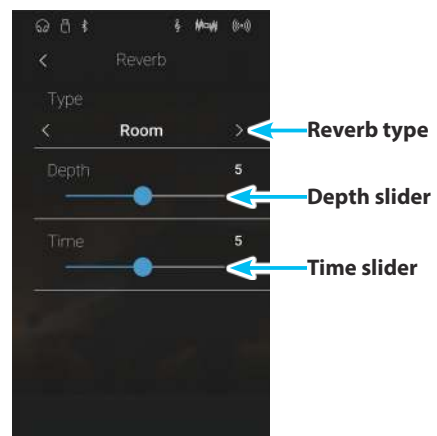 Reverb
Type
Room
Reverb type
Depth
5
Depth slider
Time
5
Time slider